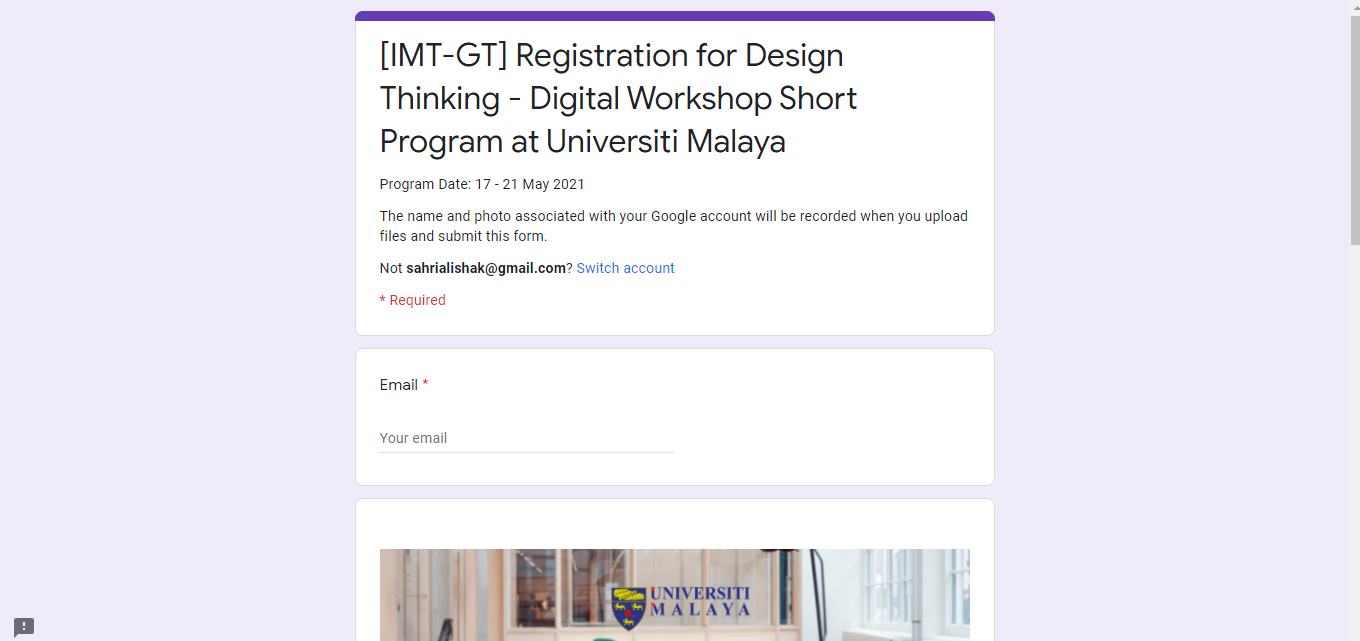 [IMT-GT] Registration for Design
Thinking - Digital Workshop Short
Program at Universiti Malaya
Program Date: 17 - 21 May 2021
The name and photo associated with your Google account will be recorded when you upload
files and submit this form.
Not sahrialishak@gmail.com? Switch account
* Required
Email *
Your email
UNIVERSITI
MALAYA